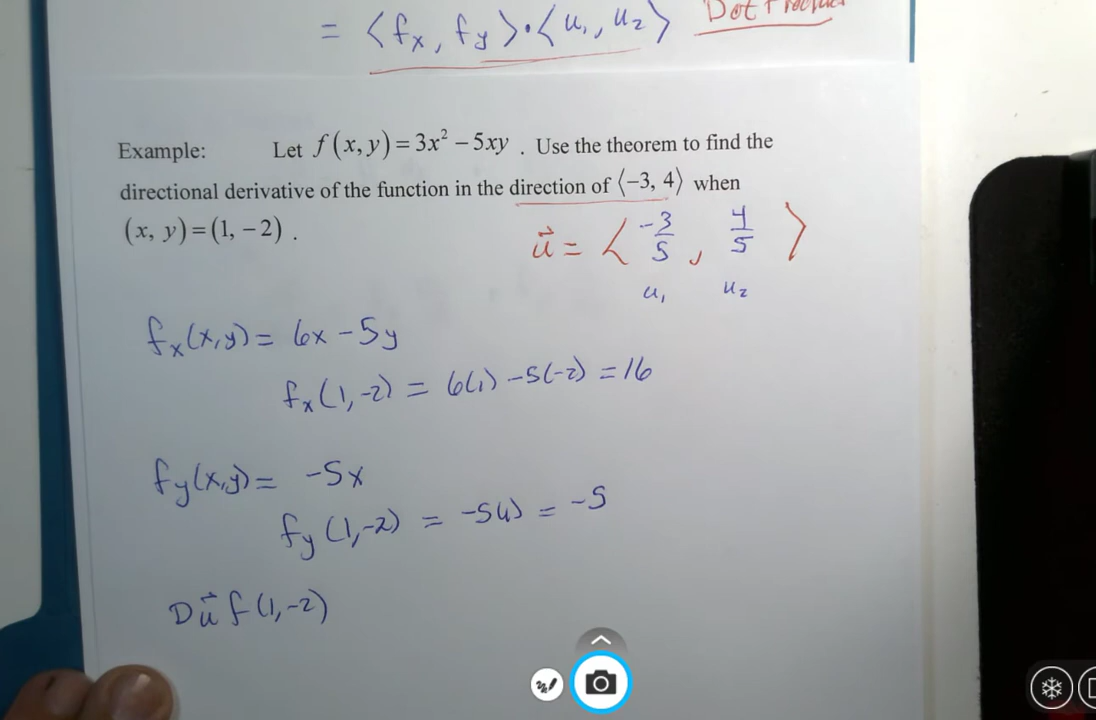 = ⟨fx, fy⟩·⟨u₁, u₂⟩ Dot Product
Example: Let f(x, y) = 3x² − 5xy . Use the theorem to find the
directional derivative of the function in the direction of ⟨−3, 4⟩ when
(x, y) = (1, −2) .
u⃗ = ⟨ -3/5 , 4/5 ⟩
u₁ u₂
fx(x,y) = 6x − 5y
fx(1,−2) = 6(1) −5(−2) = 16
fy(x,y) = −5x
fy(1,−2) = −5(1) = −5
Du⃗ f(1,−2)